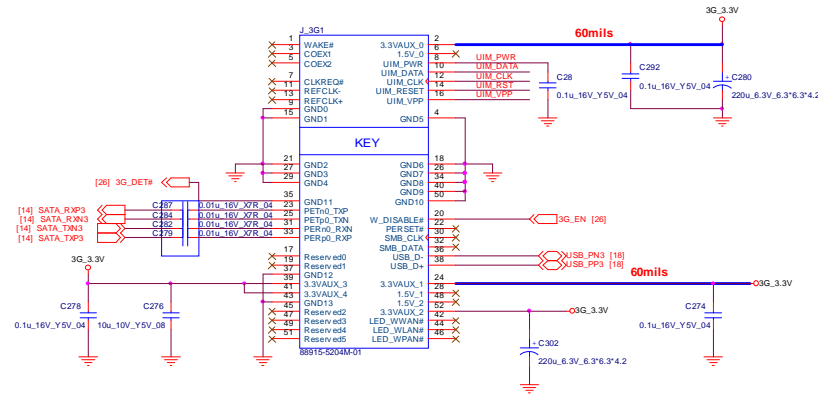 J_3G1
3G_3.3V
60mils
1 WAKE# 3.3VAUX_0 2
3 COEX1 1.5V_0 6
5 COEX2 UIM_PWR 8 UIM_PWR
UIM_DATA 10 UIM_DATA
7 CLKREQ# UIM_CLK 12 UIM_CLK
11 REFCLK- UIM_RESET 14 UIM_RST
13 REFCLK+ UIM_VPP 16 UIM_VPP
9 GND0
15 GND1 GND5 4
C28
0.1u_16V_Y5V_04
C292
0.1u_16V_Y5V_04
+ C280
220u_6.3V_6.3*6.3*4.2
KEY
21 GND2 GND6 18
27 GND3 GND7 26
29 GND4 GND8 34
GND9 40
35 GND11 GND10 50
[26] 3G_DET#
[14] SATA_RXP3 C287 0.01u_16V_X7R_04 23 PETn0_TXP W_DISABLE# 20 3G_EN [26]
[14] SATA_RXN3 C284 0.01u_16V_X7R_04 25 PETp0_TXN PERSET# 22
[14] SATA_TXN3 C282 0.01u_16V_X7R_04 31 PERn0_RXN SMB_CLK 30
[14] SATA_TXP3 C279 0.01u_16V_X7R_04 33 PERp0_RXP SMB_DATA 32
17 Reserved0 USB_D- 36 USB_PN3 [18]
19 Reserved1 USB_D+ 38 USB_PP3 [18]
37 GND12
60mils
3G_3.3V
39 3.3VAUX_3 3.3VAUX_1 24 3G_3.3V
41 3.3VAUX_4 1.5V_1 28
43 GND13 1.5V_2 48
45 Reserved2 3.3VAUX_2 52 3G_3.3V
47 Reserved3 LED_WWAN# 42
49 Reserved4 LED_WLAN# 44
51 Reserved5 LED_WPAN# 46
C278
0.1u_16V_Y5V_04
C276
10u_10V_Y5V_08
C274
0.1u_16V_Y5V_04
88915-5204M-01
+ C302
220u_6.3V_6.3*6.3*4.2